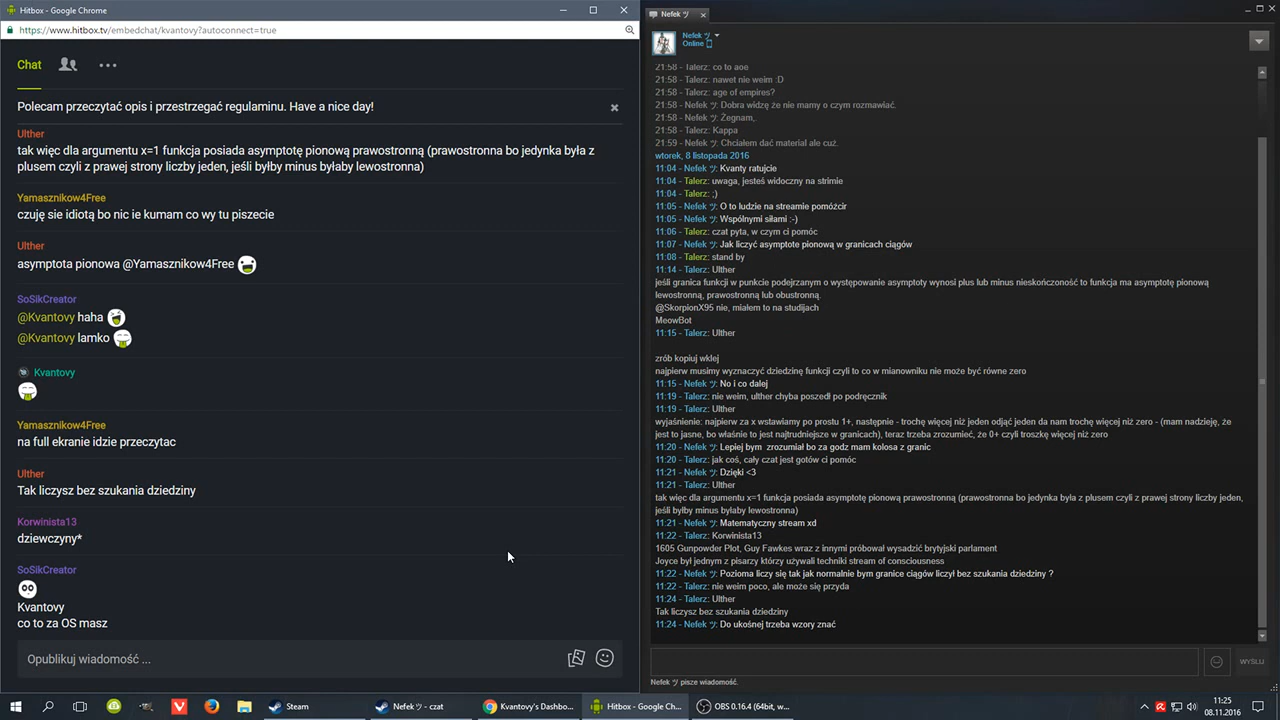 Hitbox - Google Chrome
https://www.hitbox.tv/embedchat/kvantovy?autoconnect=true
Chat
Polecam przeczytać opis i przestrzegać regulaminu. Have a nice day!
Ulther
tak więc dla argumentu x=1 funkcja posiada asymptotę pionową prawostronną (prawostronna bo jedynka była z
plusem czyli z prawej strony liczby jeden, jeśli byłby minus byłaby lewostronna)
Yamasznikow4Free
czuję sie idiotą bo nic ie kumam co wy tu piszecie
Ulther
asymptota pionowa @Yamasznikow4Free
SoSikCreator
@Kvantovy haha
@Kvantovy lamko
Kvantovy
Yamasznikow4Free
na full ekranie idzie przeczytac
Ulther
Tak liczysz bez szukania dziedziny
Korwinista13
dziewczyny*
SoSikCreator
Kvantovy
co to za OS masz
Opublikuj wiadomość ...
Nefek ツ
Nefek ツ
Online
21:58 - Talerz: co to aoe
21:58 - Talerz: nawet nie weim :D
21:58 - Talerz: age of empires?
21:58 - Nefek ツ: Dobra widzę że nie mamy o czym rozmawiać.
21:58 - Nefek ツ: Żegnam,.
21:58 - Talerz: Kappa
21:59 - Nefek ツ: Chciałem dać material ale cuż.
wtorek, 8 listopada 2016
11:04 - Nefek ツ: Kvanty ratujcie
11:04 - Talerz: uwaga, jesteś widoczny na strimie
11:04 - Talerz: ;)
11:05 - Nefek ツ: O to ludzie na streamie pomóżcir
11:05 - Nefek ツ: Wspólnymi siłami :-)
11:06 - Talerz: czat pyta, w czym ci pomóc
11:07 - Nefek ツ: Jak liczyć asymptote pionową w granicach ciągów
11:08 - Talerz: stand by
11:14 - Talerz: Ulther
jeśli granica funkcji w punkcie podejrzanym o występowanie asymptoty wynosi plus lub minus nieskończoność to funkcja ma asymptotę pionową
lewostronną, prawostronną lub obustronną.
@SkorpionX95 nie, miałem to na studijach
MeowBot
11:15 - Talerz: Ulther
zrób kopiuj wklej
najpierw musimy wyznaczyć dziedzinę funkcji czyli to co w mianowniku nie może być równe zero
11:15 - Nefek ツ: No i co dalej
11:19 - Talerz: nie weim, ulther chyba poszedł po podręcznik
11:19 - Talerz: Ulther
wyjaśnienie: najpierw za x wstawiamy po prostu 1+, następnie - trochę więcej niż jeden odjąć jeden da nam trochę więcej niż zero - (mam nadzieję, że
jest to jasne, bo właśnie to jest najtrudniejsze w granicach), teraz trzeba zrozumieć, że 0+ czyli troszkę więcej niż zero
11:20 - Nefek ツ: Lepiej bym  zrozumiał bo za godz mam kolosa z granic
11:20 - Talerz: jak coś, cały czat jest gotów ci pomóc
11:21 - Nefek ツ: Dzięki <3
11:21 - Talerz: Ulther
tak więc dla argumentu x=1 funkcja posiada asymptotę pionową prawostronną (prawostronna bo jedynka była z plusem czyli z prawej strony liczby jeden,
jeśli byłby minus byłaby lewostronna)
11:21 - Nefek ツ: Matematyczny stream xd
11:22 - Talerz: Korwinista13
1605 Gunpowder Plot, Guy Fawkes wraz z innymi próbował wysadzić brytyjski parlament
Joyce był jednym z pisarzy którzy używali techniki stream of consciousness
11:22 - Nefek ツ: Pozioma liczy się tak jak normalnie bym granice ciągów liczył bez szukania dziedziny ?
11:22 - Talerz: nie weim poco, ale może się przyda
11:24 - Talerz: Ulther
Tak liczysz bez szukania dziedziny
11:24 - Nefek ツ: Do ukośnej trzeba wzory znać
WYŚLIJ
Nefek ツ pisze wiadomość.
Steam
Nefek ツ - czat
Kvantovy's Dashbo...
Hitbox - Google Ch...
OBS 0.16.4 (64bit, w...
11:25
08.11.2016